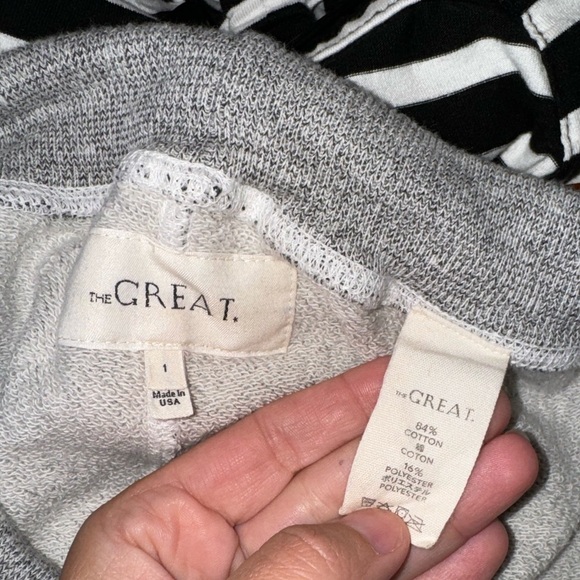 THE GREAT.
1
Made in
USA
THE GREAT.
84%
COTTON
綿
COTON
16%
POLYESTER
ポリエステル
POLYESTER